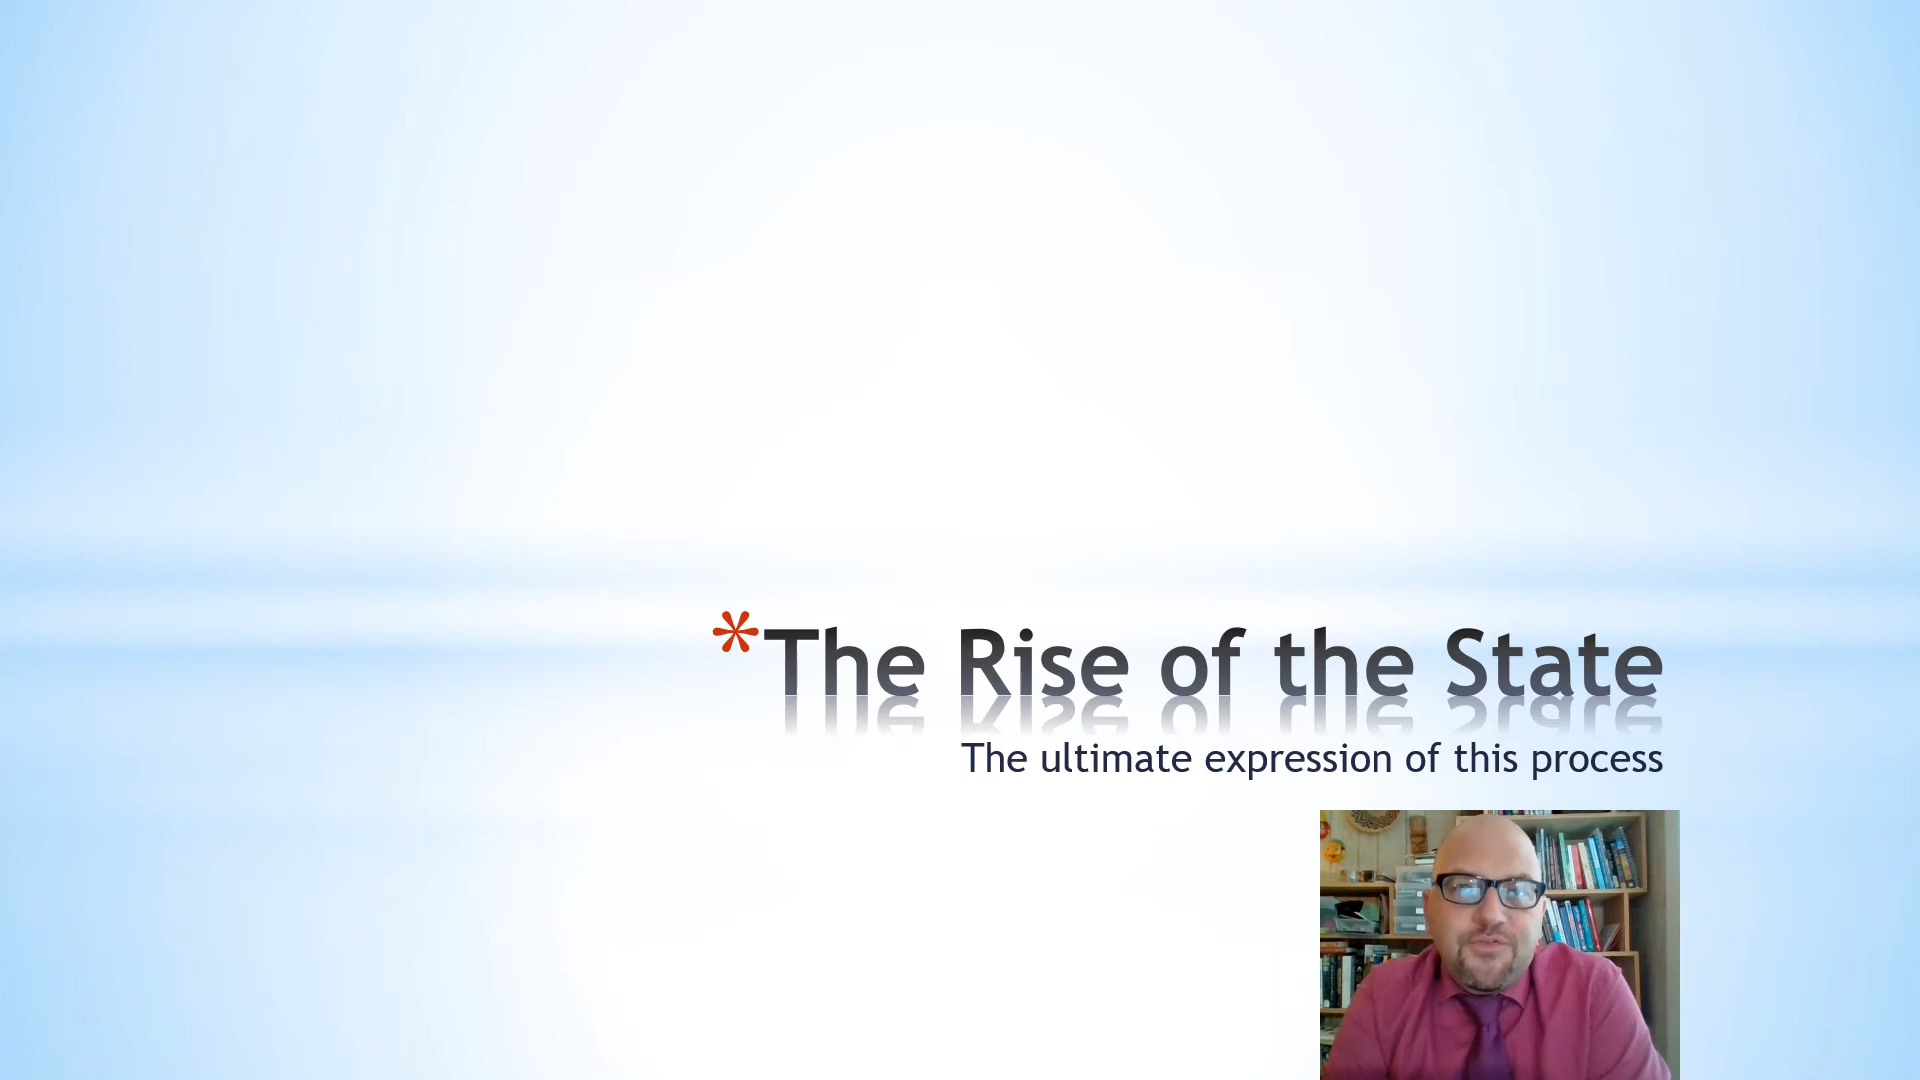 *The Rise of the State
The ultimate expression of this process